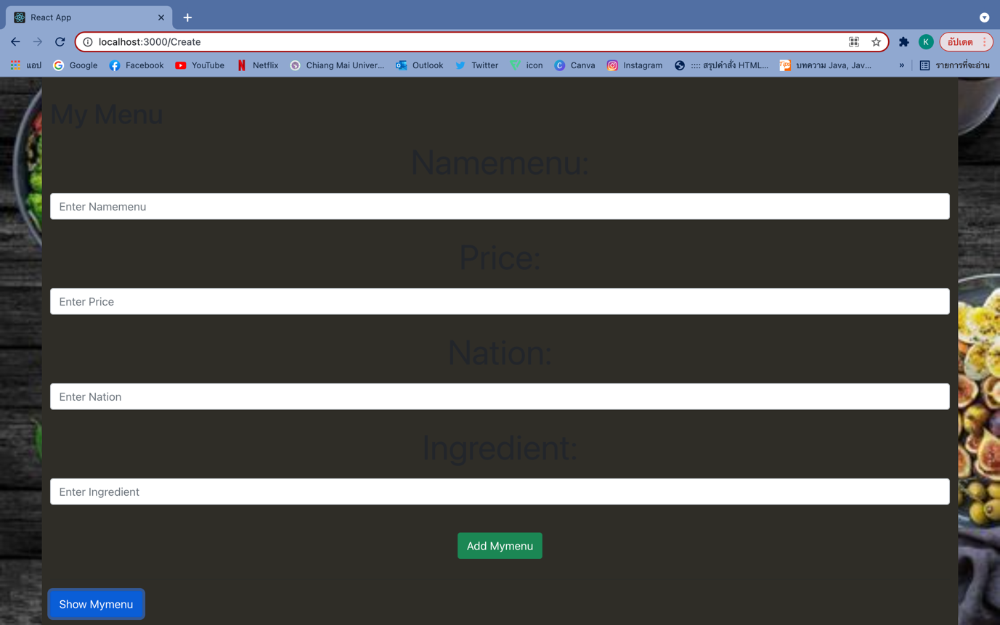 React App
localhost:3000/Create
K
อัปเดต
แอป
Google
Facebook
YouTube
Netflix
Chiang Mai Univer...
Outlook
Twitter
icon
Canva
Instagram
:::: สรุปคำสั่ง HTML...
Tips
บทความ Java, Jav...
»
รายการที่จะอ่าน
My Menu
Namemenu:
Enter Namemenu
Price:
Enter Price
Nation:
Enter Nation
Ingredient:
Enter Ingredient
Add Mymenu
Show Mymenu